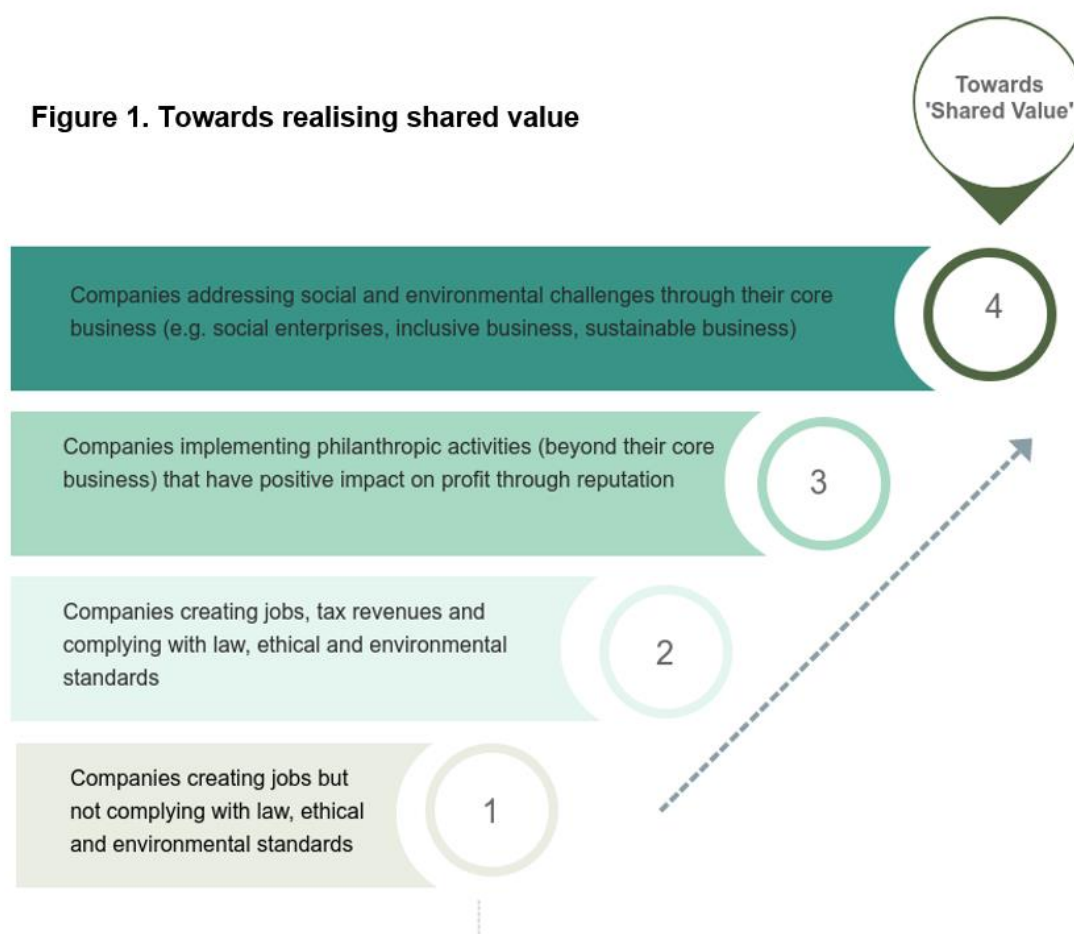 Towards
'Shared Value'
Figure 1. Towards realising shared value
Companies addressing social and environmental challenges through their core
business (e.g. social enterprises, inclusive business, sustainable business)
4
Companies implementing philanthropic activities (beyond their core
business) that have positive impact on profit through reputation
3
Companies creating jobs, tax revenues and
complying with law, ethical and environmental
standards
2
Companies creating jobs but
not complying with law, ethical
and environmental standards
1